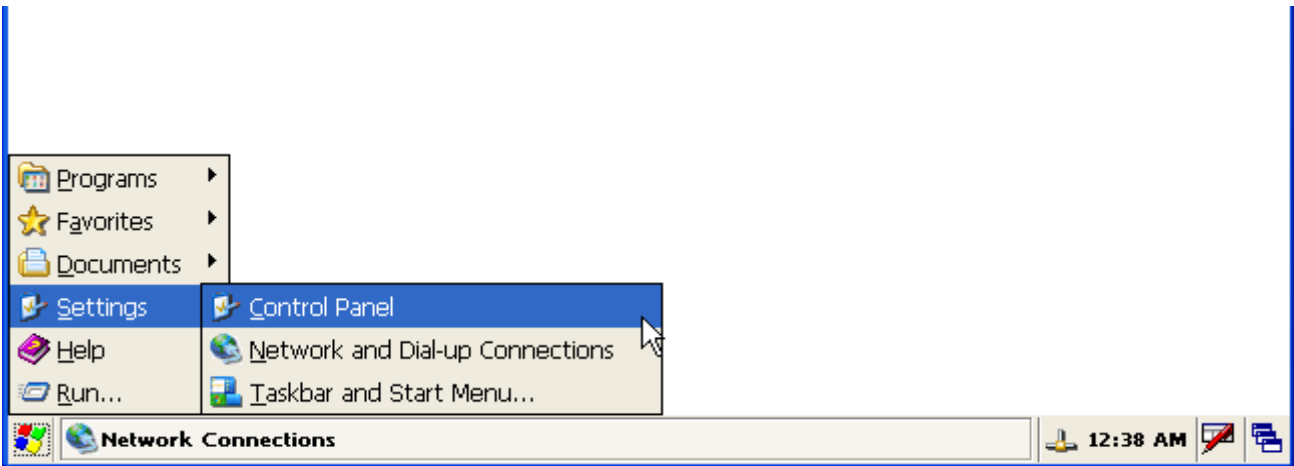 Programs
Favorites
Documents
Settings
Control Panel
Help
Network and Dial-up Connections
Run...
Taskbar and Start Menu...
Network Connections
12:38 AM